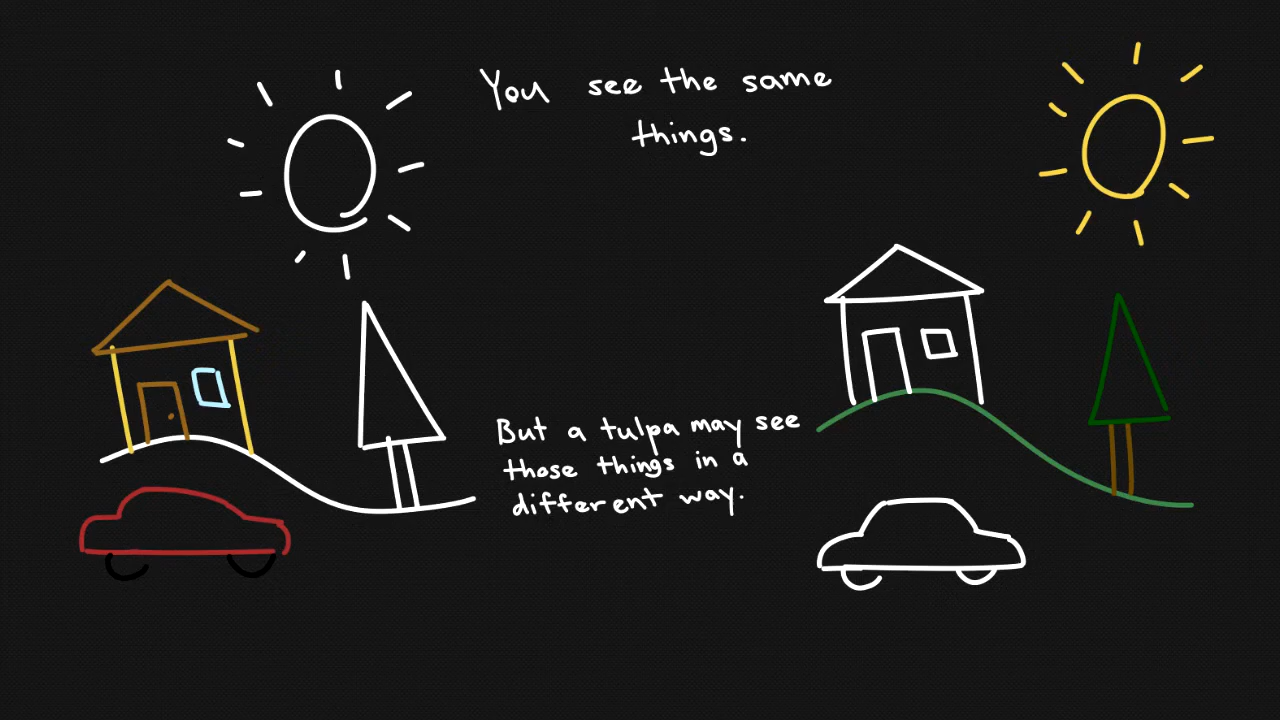 You see the same
things.
But a tulpa may see
those things in a
different way.